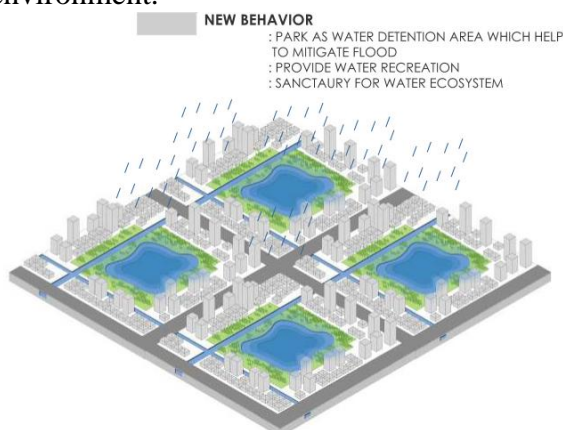 environment.
NEW BEHAVIOR
: PARK AS WATER DETENTION AREA WHICH HELP
TO MITIGATE FLOOD
: PROVIDE WATER RECREATION
: SANCTAURY FOR WATER ECOSYSTEM